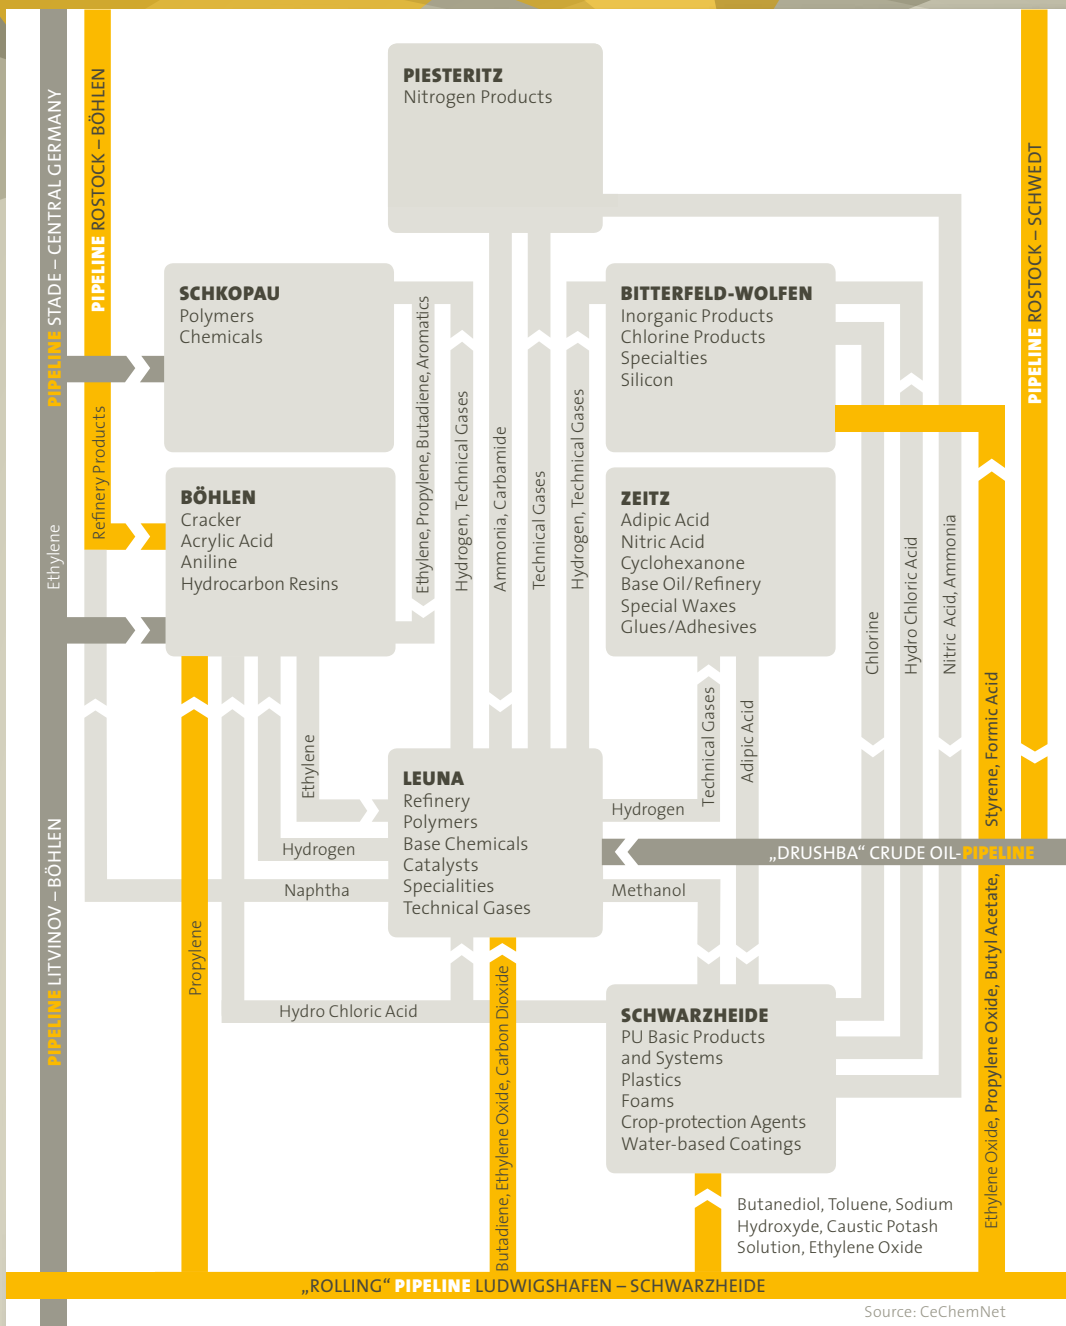 PIPELINE STADE – CENTRAL GERMANY
PIPELINE ROSTOCK – BÖHLEN
PIESTERITZ
Nitrogen Products
PIPELINE ROSTOCK – SCHWEDT
SCHKOPAU
Polymers
Chemicals
BITTERFELD-WOLFEN
Inorganic Products
Chlorine Products
Specialties
Silicon
Refinery Products
Ethylene
BÖHLEN
Cracker
Acrylic Acid
Aniline
Hydrocarbon Resins
Ethylene, Propylene, Butadiene, Aromatics
Hydrogen, Technical Gases
Ammonia, Carbamide
Technical Gases
Hydrogen, Technical Gases
ZEITZ
Adipic Acid
Nitric Acid
Cyclohexanone
Base Oil/Refinery
Special Waxes
Glues/Adhesives
Chlorine
Hydro Chloric Acid
Nitric Acid, Ammonia
Ethylene Oxide, Propylene Oxide, Butyl Acetate,
Styrene, Formic Acid
Ethylene
Technical Gases
Adipic Acid
LEUNA
Refinery
Polymers
Base Chemicals
Catalysts
Specialities
Technical Gases
Hydrogen
„DRUSHBA“ CRUDE OIL-PIPELINE
Hydrogen
Naphtha
Methanol
PIPELINE LITVINOV – BÖHLEN
Propylene
Hydro Chloric Acid
Butadiene, Ethylene Oxide, Carbon Dioxide
SCHWARZHEIDE
PU Basic Products
and Systems
Plastics
Foams
Crop-protection Agents
Water-based Coatings
Butanediol, Toluene, Sodium
Hydroxyde, Caustic Potash
Solution, Ethylene Oxide
„ROLLING“ PIPELINE LUDWIGSHAFEN – SCHWARZHEIDE
Source: CeChemNet